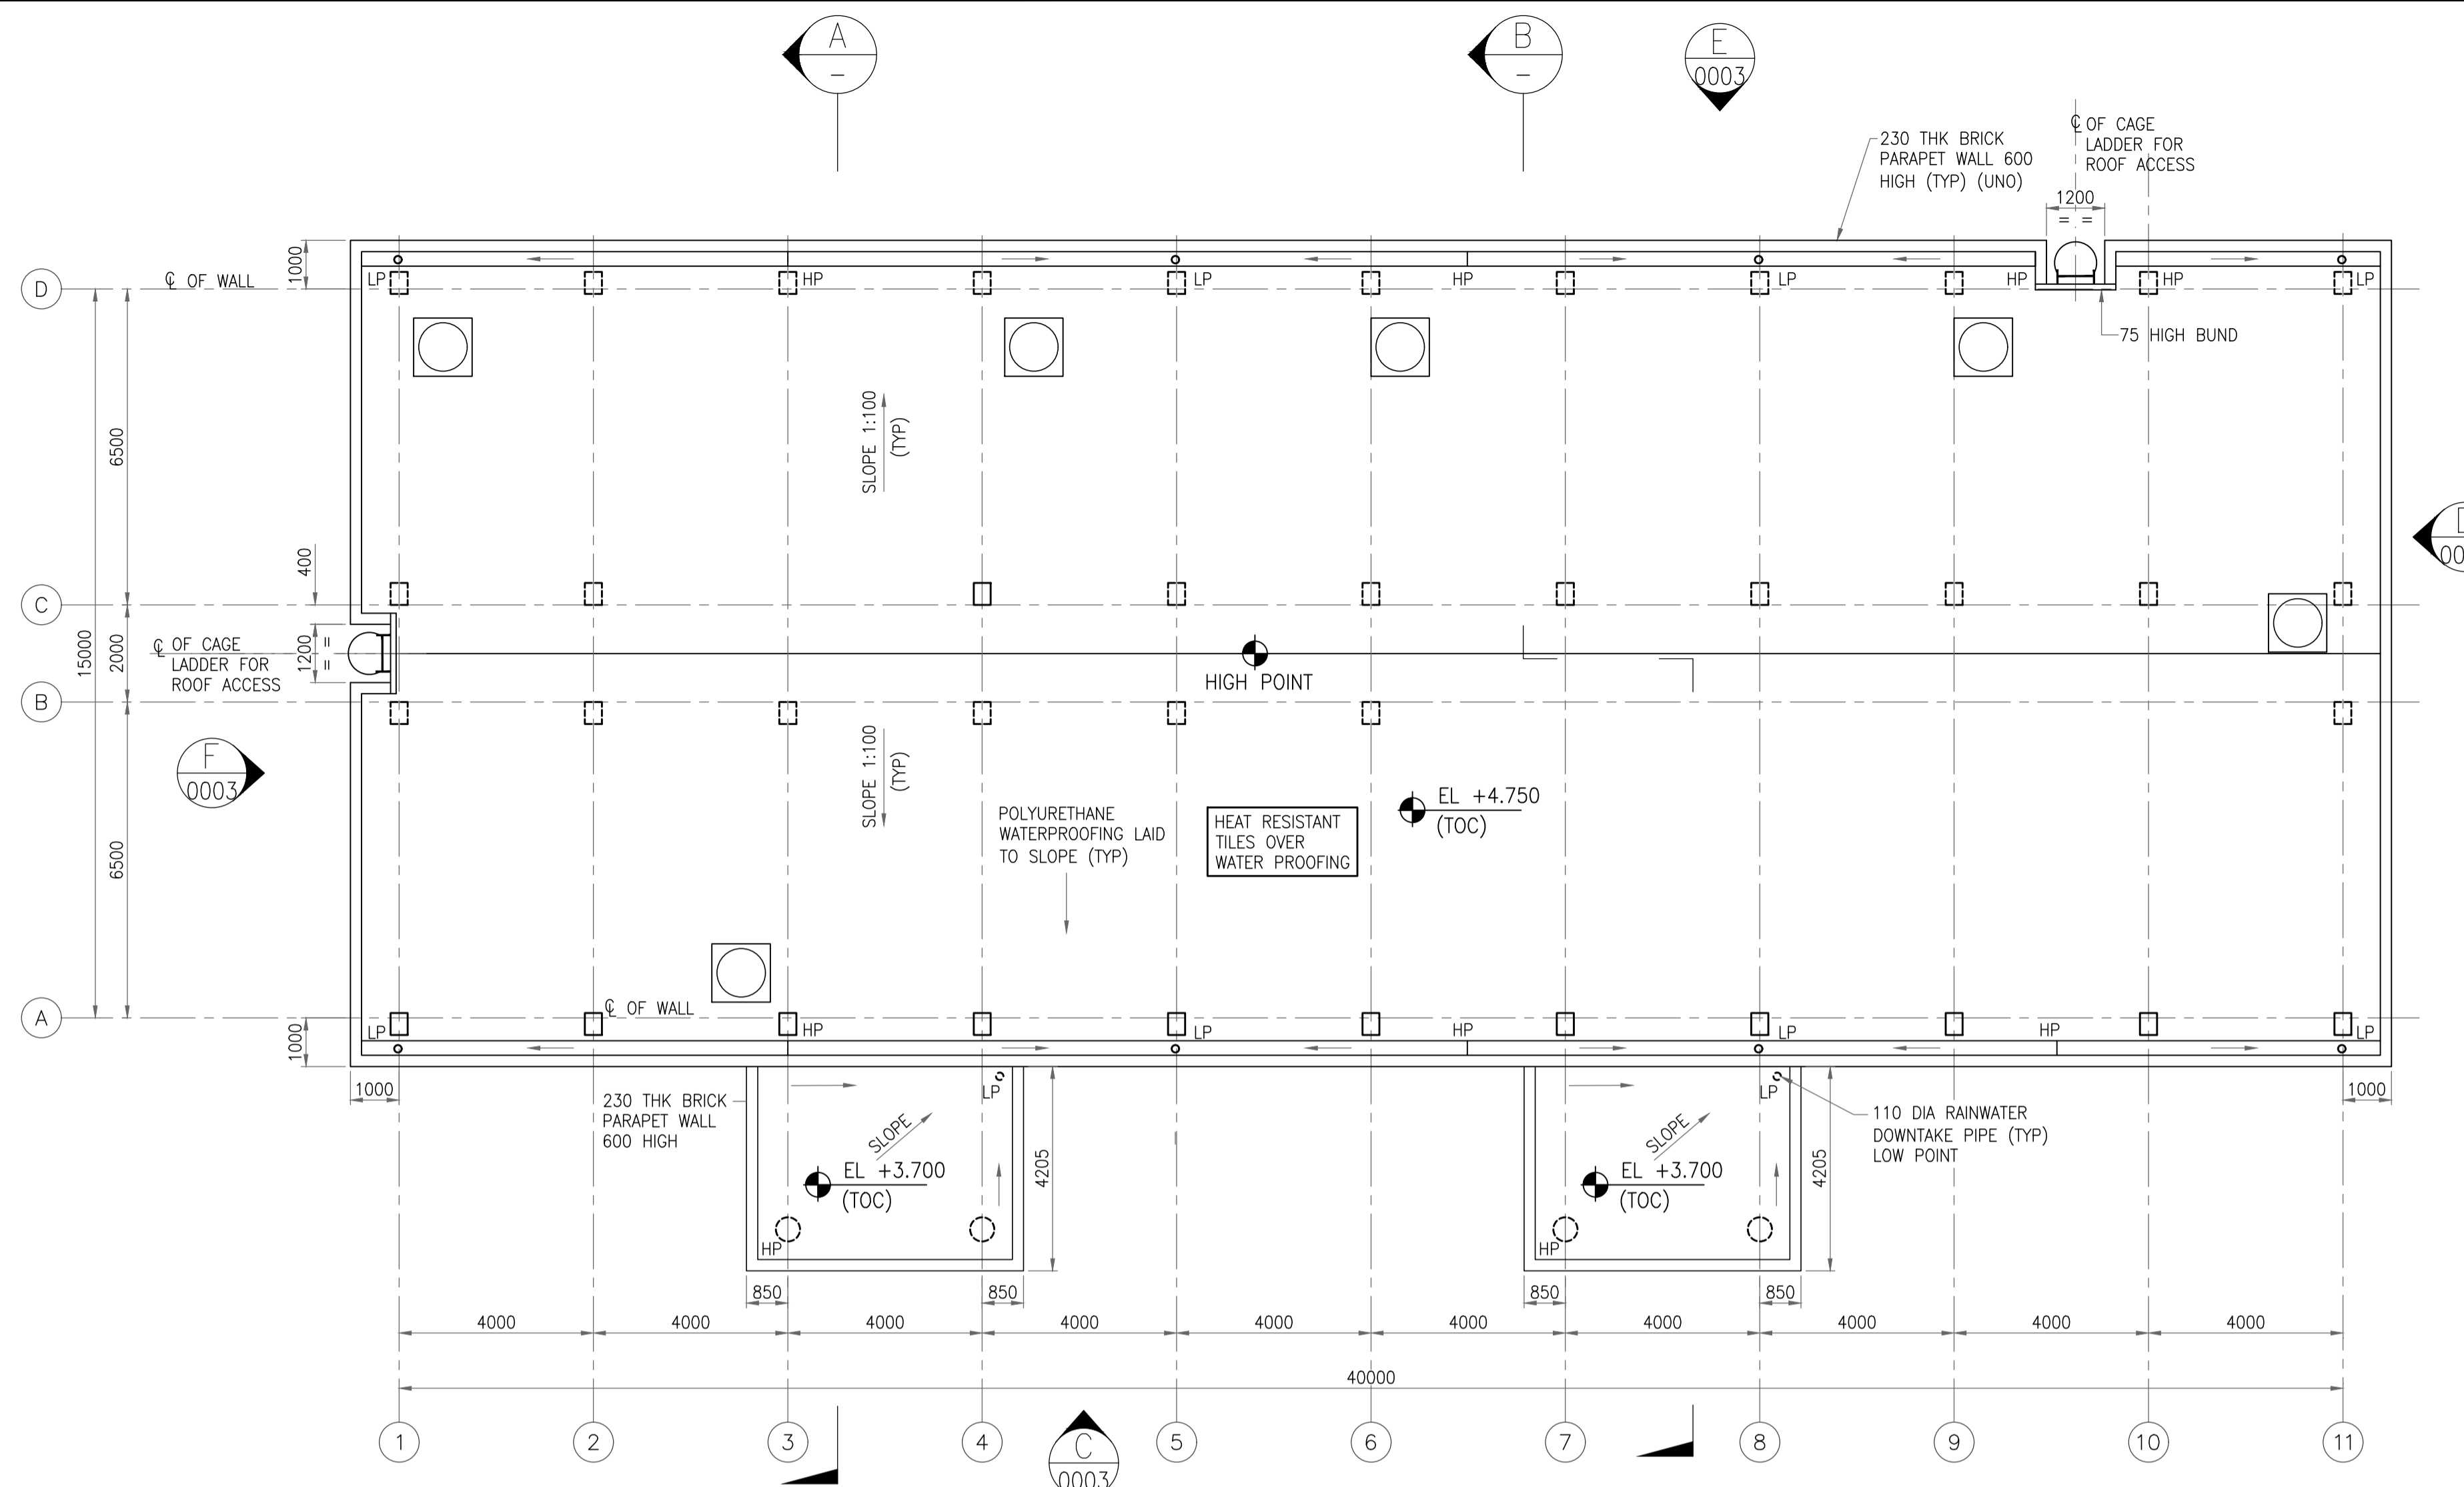 A
-
B
-
E
0003
230 THK BRICK
PARAPET WALL 600
HIGH (TYP) (UNO)
℄ OF CAGE
LADDER FOR
ROOF ACCESS
1200
= =
1000
D
℄ OF WALL
LP
HP
LP
HP
LP
HP
HP
LP
75 HIGH BUND
6500
SLOPE 1:100
(TYP)
400
C
15000
2000
℄ OF CAGE
LADDER FOR
ROOF ACCESS
1200
= =
HIGH POINT
B
F
0003
SLOPE 1:100
(TYP)
6500
POLYURETHANE
WATERPROOFING LAID
TO SLOPE (TYP)
HEAT RESISTANT
TILES OVER
WATER PROOFING
EL +4.750
(TOC)
℄ OF WALL
A
1000
LP
HP
LP
HP
LP
HP
LP
1000
1000
230 THK BRICK
PARAPET WALL
600 HIGH
LP
SLOPE
EL +3.700
(TOC)
HP
4205
LP
SLOPE
EL +3.700
(TOC)
HP
4205
110 DIA RAINWATER
DOWNTAKE PIPE (TYP)
LOW POINT
850
850
850
850
4000
4000
4000
4000
4000
4000
4000
4000
4000
4000
40000
1
2
3
4
5
6
7
8
9
10
11
C
0003